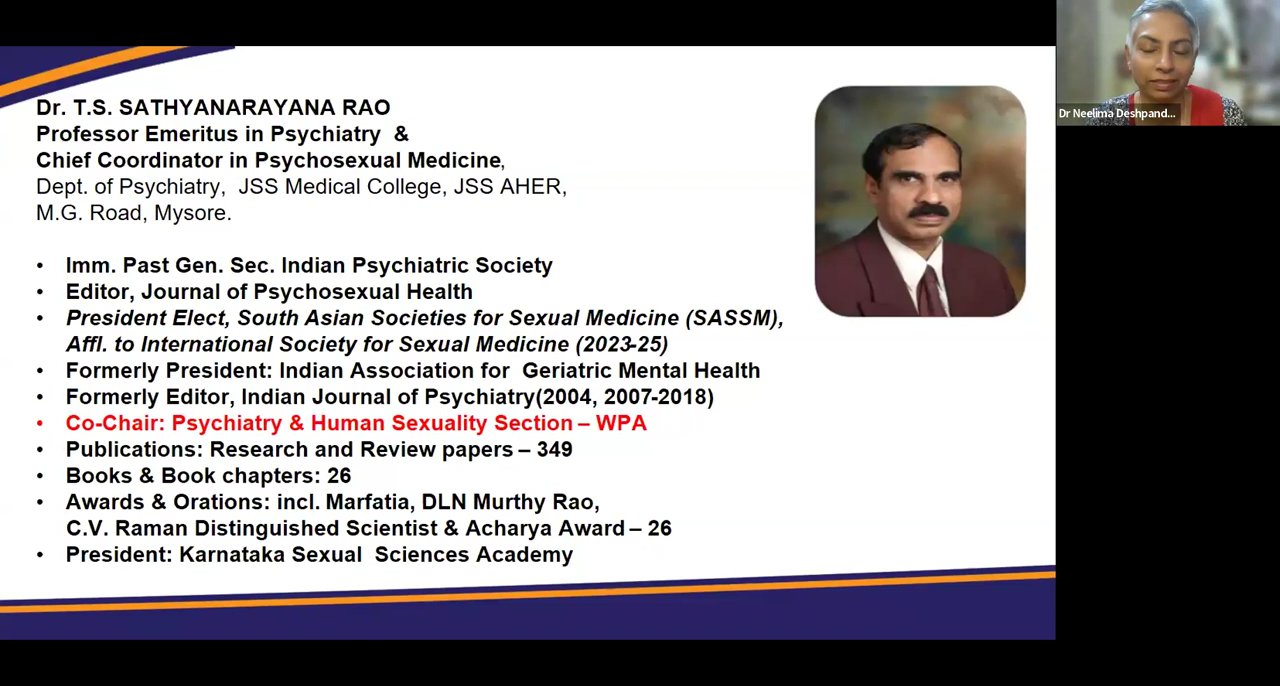 Dr. T.S. SATHYANARAYANA RAO
Professor Emeritus in Psychiatry &
Chief Coordinator in Psychosexual Medicine,
Dept. of Psychiatry, JSS Medical College, JSS AHER,
M.G. Road, Mysore.
• Imm. Past Gen. Sec. Indian Psychiatric Society
• Editor, Journal of Psychosexual Health
• President Elect, South Asian Societies for Sexual Medicine (SASSM),
Affl. to International Society for Sexual Medicine (2023-25)
• Formerly President: Indian Association for Geriatric Mental Health
• Formerly Editor, Indian Journal of Psychiatry(2004, 2007-2018)
• Co-Chair: Psychiatry & Human Sexuality Section – WPA
• Publications: Research and Review papers – 349
• Books & Book chapters: 26
• Awards & Orations: incl. Marfatia, DLN Murthy Rao,
C.V. Raman Distinguished Scientist & Acharya Award – 26
• President: Karnataka Sexual Sciences Academy
Dr Neelima Deshpand...